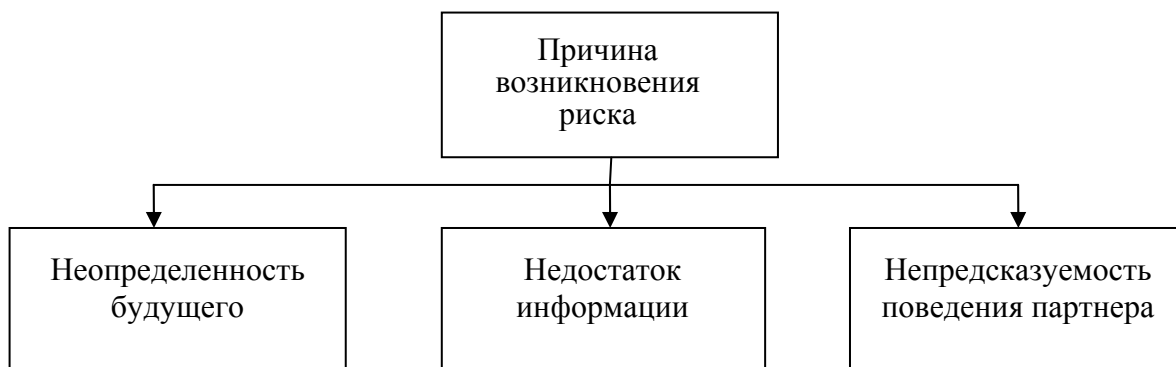 Причина
возникновения
риска
Неопределенность
будущего
Недостаток
информации
Непредсказуемость
поведения партнера